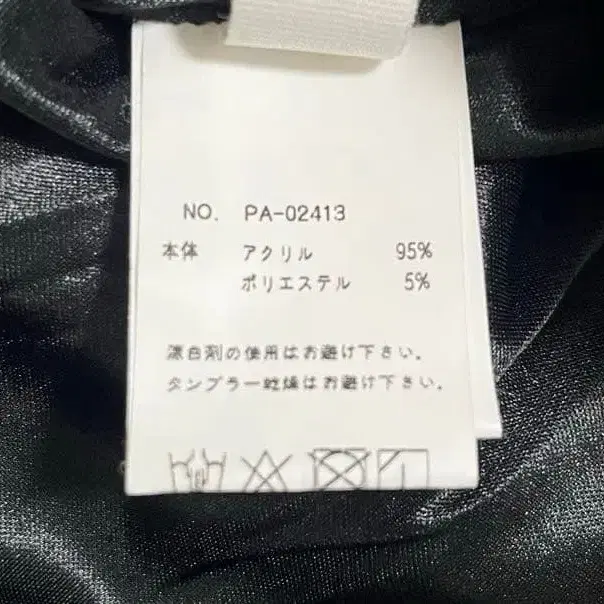 NO. PA-02413
本体 アクリル 95%
ポリエステル 5%
漂白剤の使用はお避け下さい。
タンブラー乾燥はお避け下さい。